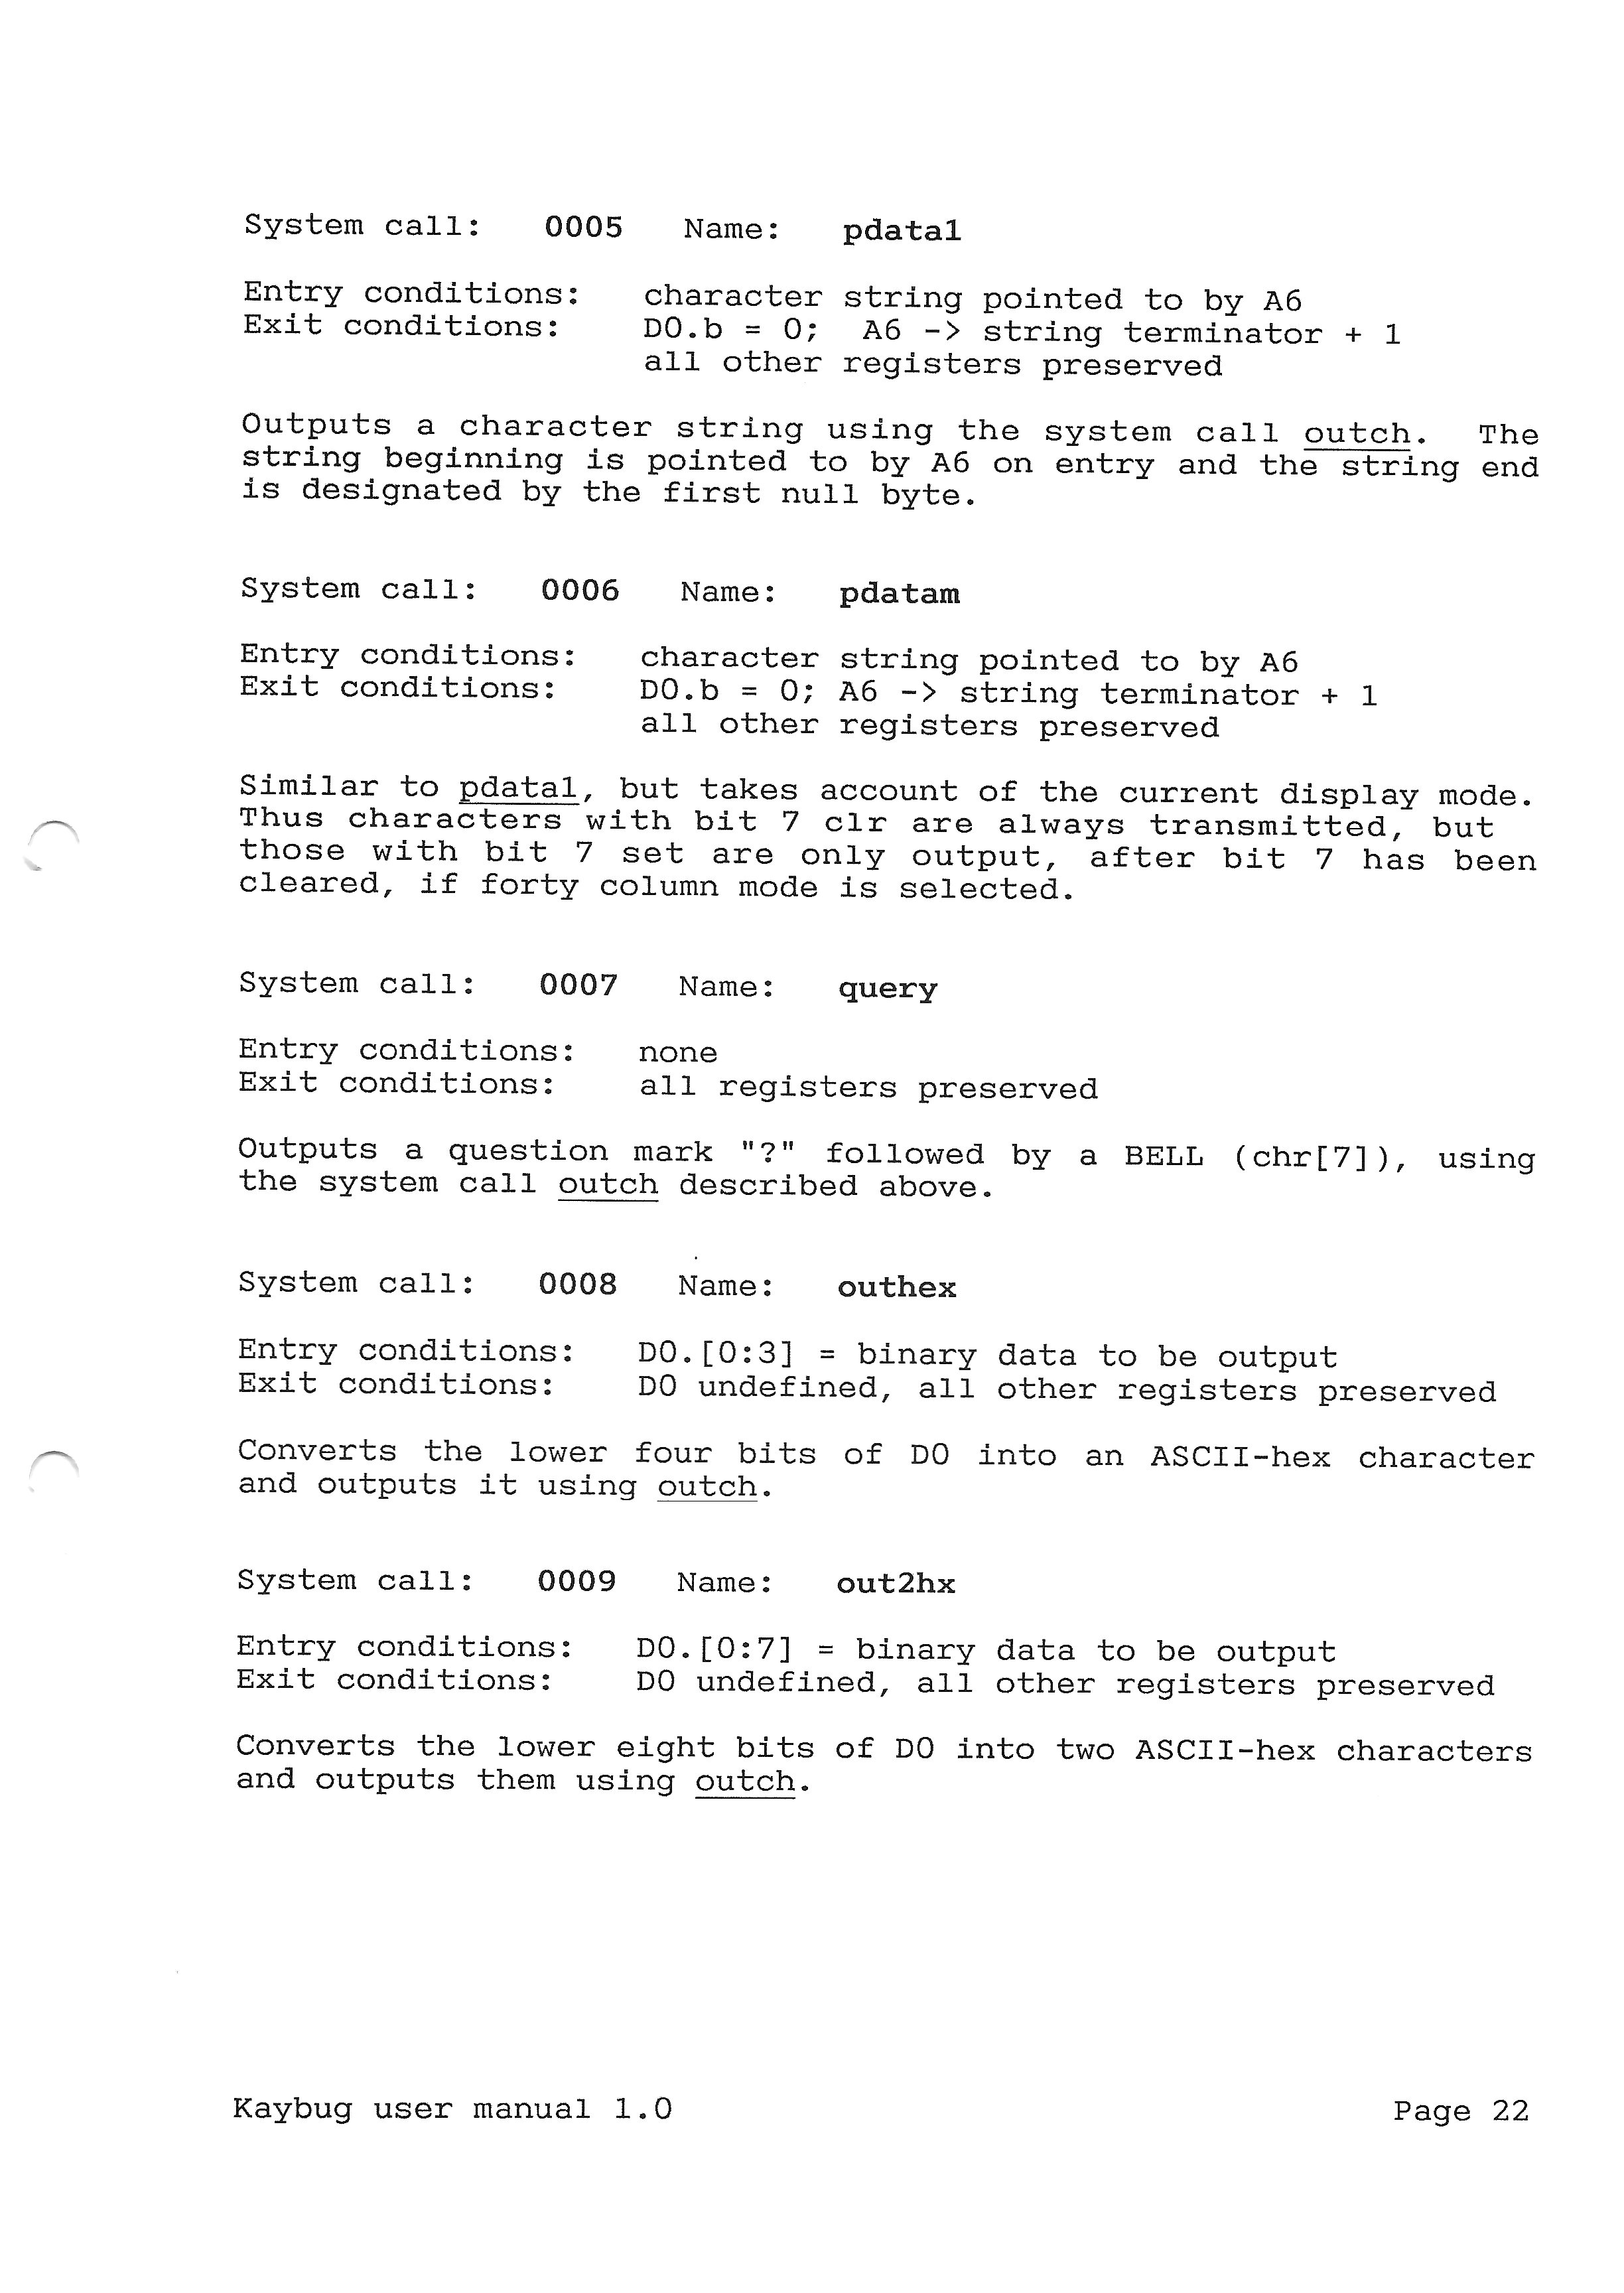 System call: 0005 Name: pdata1
Entry conditions: character string pointed to by A6
Exit conditions: D0.b = 0; A6 -> string terminator + 1
all other registers preserved
Outputs a character string using the system call outch. The
string beginning is pointed to by A6 on entry and the string end
is designated by the first null byte.
System call: 0006 Name: pdatam
Entry conditions: character string pointed to by A6
Exit conditions: D0.b = 0; A6 -> string terminator + 1
all other registers preserved
Similar to pdata1, but takes account of the current display mode.
Thus characters with bit 7 clr are always transmitted, but
those with bit 7 set are only output, after bit 7 has been
cleared, if forty column mode is selected.
System call: 0007 Name: query
Entry conditions: none
Exit conditions: all registers preserved
Outputs a question mark "?" followed by a BELL (chr[7]), using
the system call outch described above.
System call: 0008 Name: outhex
Entry conditions: D0.[0:3] = binary data to be output
Exit conditions: D0 undefined, all other registers preserved
Converts the lower four bits of D0 into an ASCII-hex character
and outputs it using outch.
System call: 0009 Name: out2hx
Entry conditions: D0.[0:7] = binary data to be output
Exit conditions: D0 undefined, all other registers preserved
Converts the lower eight bits of D0 into two ASCII-hex characters
and outputs them using outch.
Kaybug user manual 1.0 Page 22